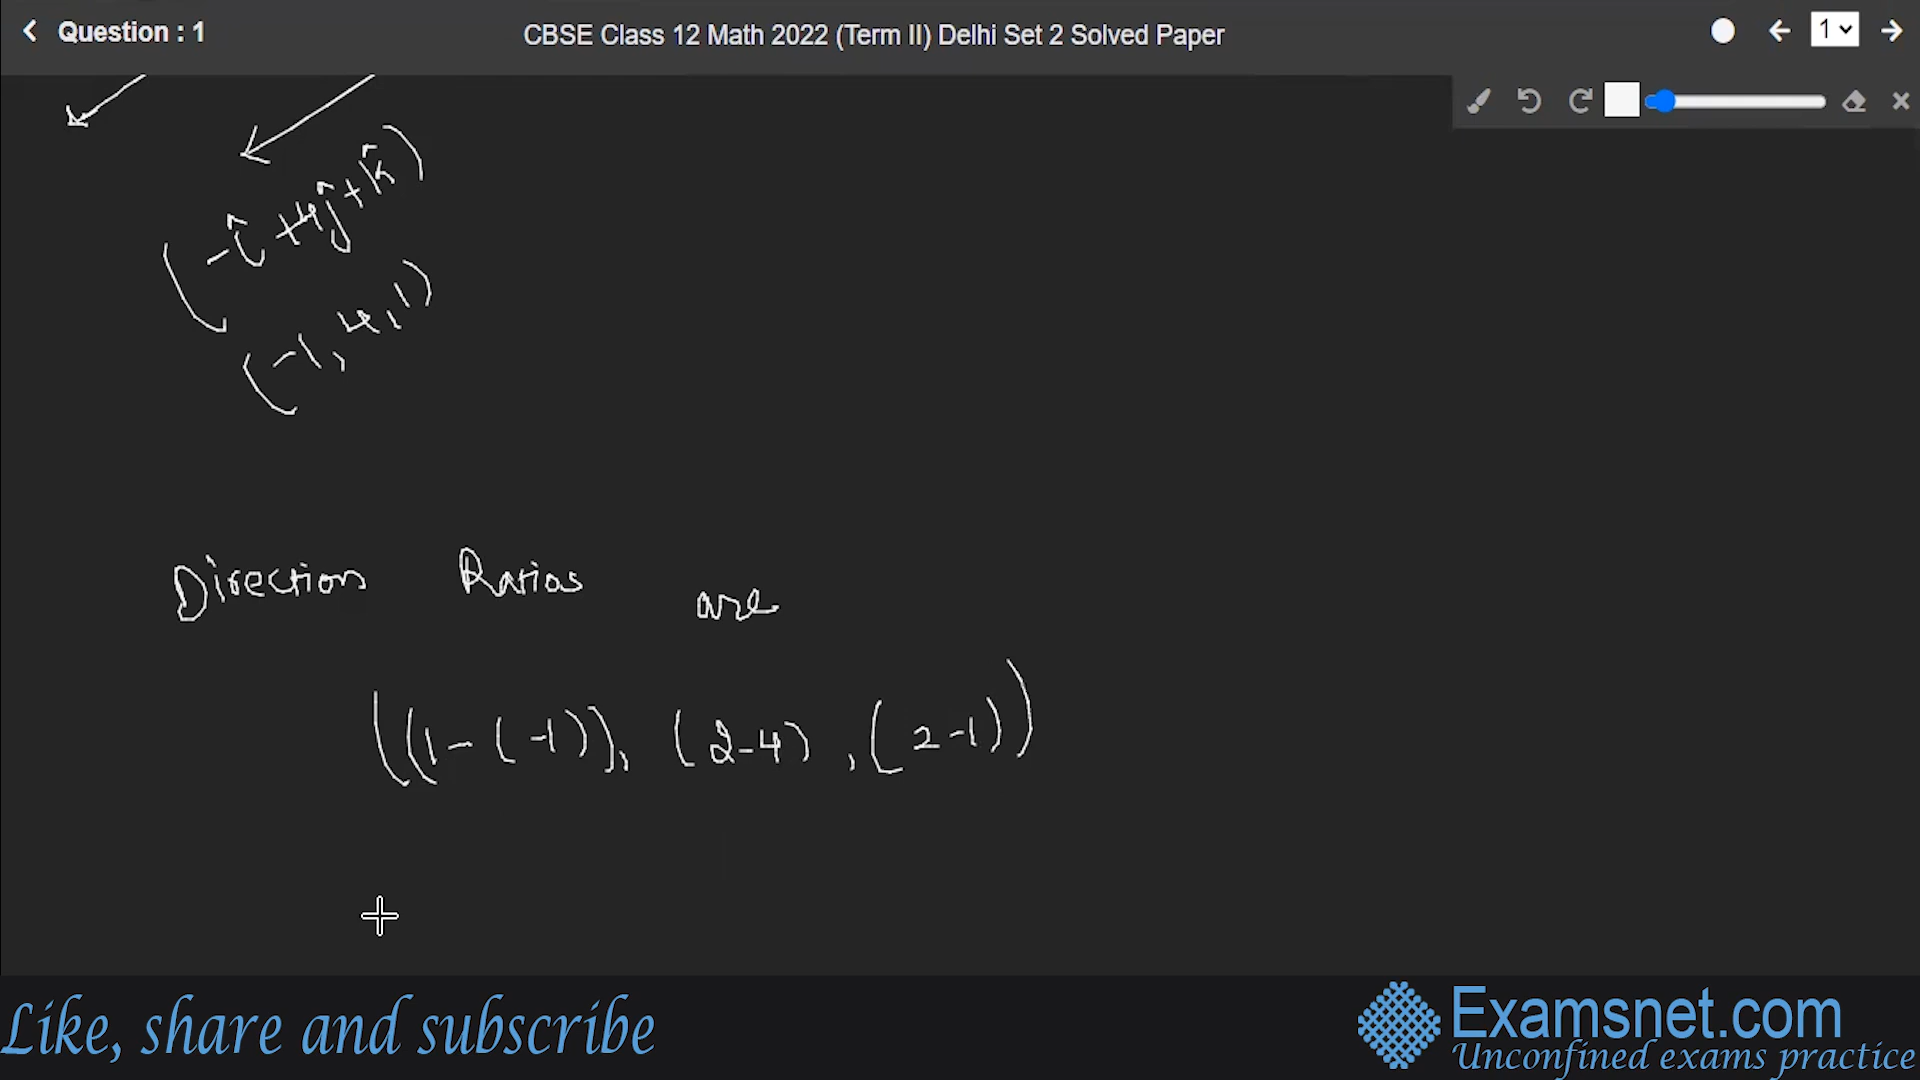 Question : 1
CBSE Class 12 Math 2022 (Term II) Delhi Set 2 Solved Paper
1
(-î+4ĵ+k̂)
(-1,4,1)
Direction Ratios are
((1-(-1)), (2-4), (2-1))
Like, share and subscribe
Examsnet.com
Unconfined exams practice